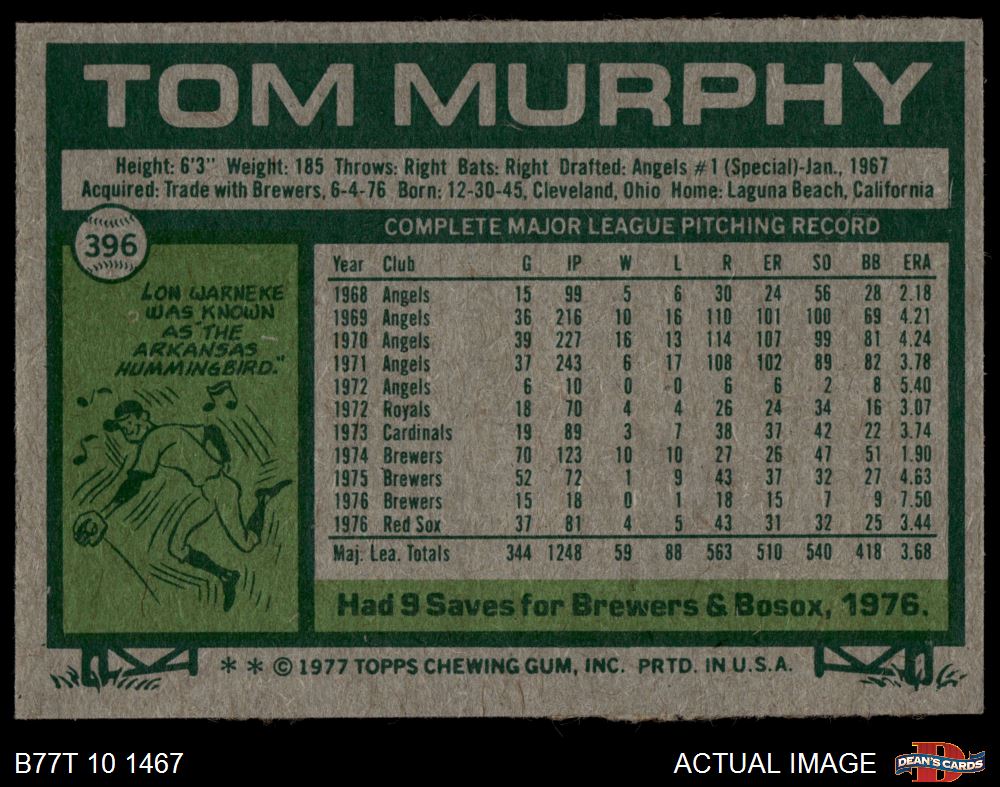 TOM MURPHY
Height: 6'3" Weight: 185 Throws: Right Bats: Right Drafted: Angels #1 (Special)-Jan., 1967
Acquired: Trade with Brewers, 6-4-76 Born: 12-30-45, Cleveland, Ohio Home: Laguna Beach, California
396
LON WARNEKE
WAS KNOWN
AS "THE
ARKANSAS
HUMMINGBIRD."
COMPLETE MAJOR LEAGUE PITCHING RECORD
Year Club G IP W L R ER SO BB ERA
1968 Angels 15 99 5 6 30 24 56 28 2.18
1969 Angels 36 216 10 16 110 101 100 69 4.21
1970 Angels 39 227 16 13 114 107 99 81 4.24
1971 Angels 37 243 6 17 108 102 89 82 3.78
1972 Angels 6 10 0 0 6 6 2 8 5.40
1972 Royals 18 70 4 4 26 24 34 16 3.07
1973 Cardinals 19 89 3 7 38 37 42 22 3.74
1974 Brewers 70 123 10 10 27 26 47 51 1.90
1975 Brewers 52 72 1 9 43 37 32 27 4.63
1976 Brewers 15 18 0 1 18 15 7 9 7.50
1976 Red Sox 37 81 4 5 43 31 32 25 3.44
Maj. Lea. Totals 344 1248 59 88 563 510 540 418 3.68
Had 9 Saves for Brewers & Bosox, 1976.
* * © 1977 TOPPS CHEWING GUM, INC. PRTD. IN U.S.A.
B77T 10 1467
ACTUAL IMAGE
DEAN'S CARDS